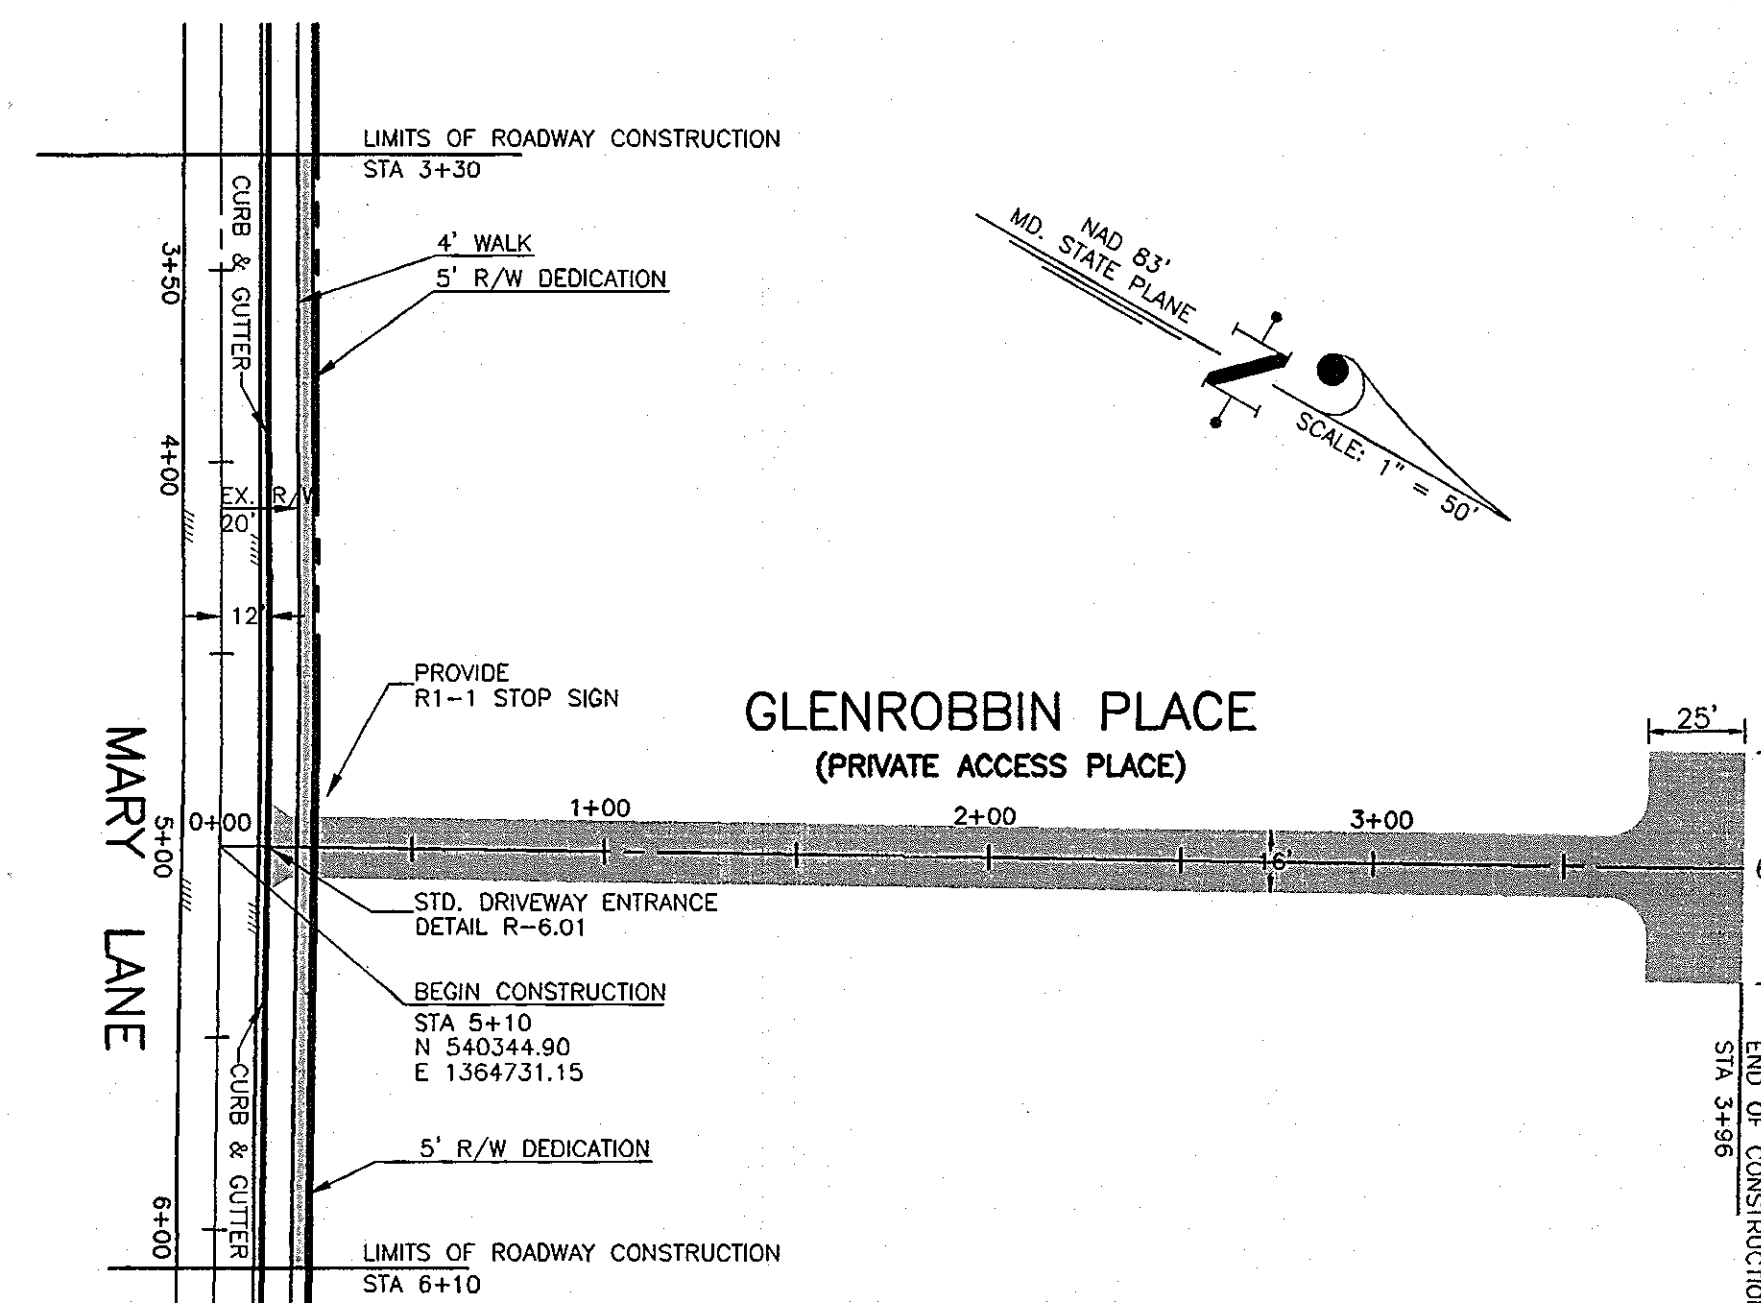 LIMITS OF ROADWAY CONSTRUCTION
STA 3+30
CURB & GUTTER
3+50
4' WALK
5' R/W DEDICATION
NAD 83'
MD. STATE PLANE
SCALE: 1" = 50'
4+00
EX. R/W
20'
12'
PROVIDE
R1-1 STOP SIGN
GLENROBBIN PLACE
(PRIVATE ACCESS PLACE)
25'
MARY LANE
5+00
0+00
1+00
2+00
3+00
16'
STD. DRIVEWAY ENTRANCE
DETAIL R-6.01
BEGIN CONSTRUCTION
STA 5+10
N 540344.90
E 1364731.15
END OF CONSTRUCTION
STA 3+96
CURB & GUTTER
5' R/W DEDICATION
6+00
LIMITS OF ROADWAY CONSTRUCTION
STA 6+10